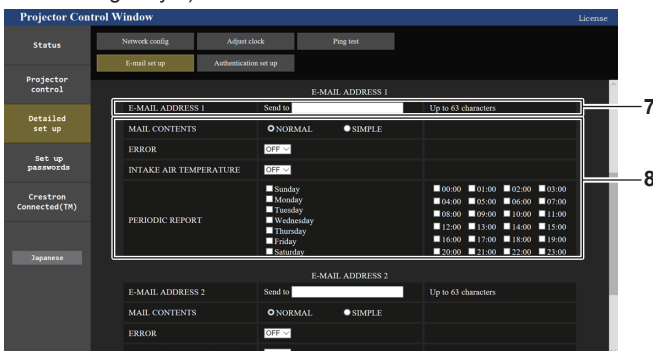 Projector Control Window License
Status
Network config Adjust clock Ping test
E-mail set up Authentication set up
Projector
control
Detailed
set up
Set up
passwords
Crestron
Connected(TM)
Japanese
E-MAIL ADDRESS 1
E-MAIL ADDRESS 1 Send to Up to 63 characters 7
MAIL CONTENTS NORMAL SIMPLE
ERROR OFF
INTAKE AIR TEMPERATURE OFF 8
PERIODIC REPORT
Sunday 00:00 01:00 02:00 03:00
Monday 04:00 05:00 06:00 07:00
Tuesday 08:00 09:00 10:00 11:00
Wednesday
Thursday 12:00 13:00 14:00 15:00
Friday 16:00 17:00 18:00 19:00
Saturday 20:00 21:00 22:00 23:00
E-MAIL ADDRESS 2
E-MAIL ADDRESS 2 Send to Up to 63 characters
MAIL CONTENTS NORMAL SIMPLE
ERROR OFF